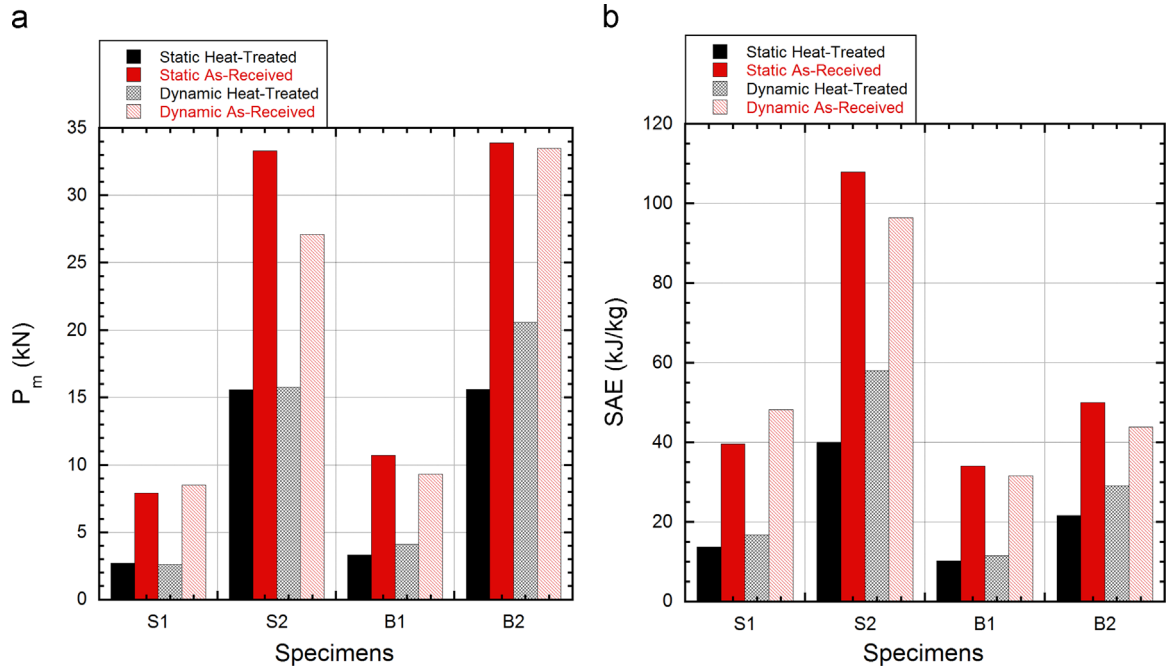 a
Static Heat-Treated
Static As-Received
Dynamic Heat-Treated
Dynamic As-Received
35
30
25
20
15
10
5
0
P_m (kN)
S1 S2 B1 B2
Specimens
b
Static Heat-Treated
Static As-Received
Dynamic Heat-Treated
Dynamic As-Received
120
100
80
60
40
20
0
SAE (kJ/kg)
S1 S2 B1 B2
Specimens